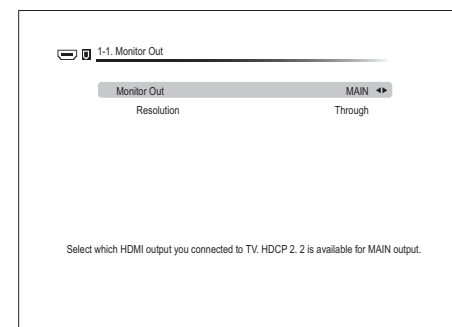 1-1. Monitor Out
Monitor Out MAIN
Resolution Through
Select which HDMI output you connected to TV. HDCP 2. 2 is available for MAIN output.